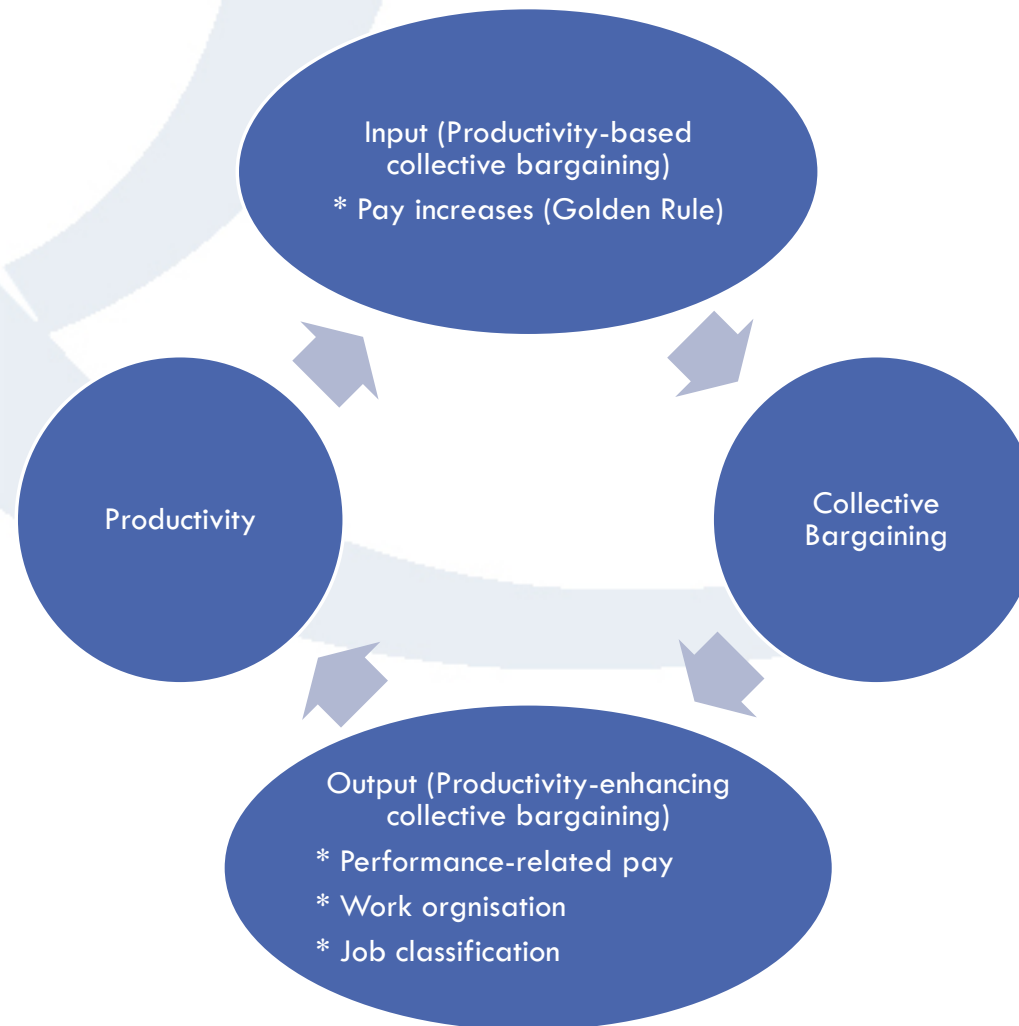 Input (Productivity-based
collective bargaining)
* Pay increases (Golden Rule)
Productivity
Collective
Bargaining
Output (Productivity-enhancing
collective bargaining)
* Performance-related pay
* Work orgnisation
* Job classification